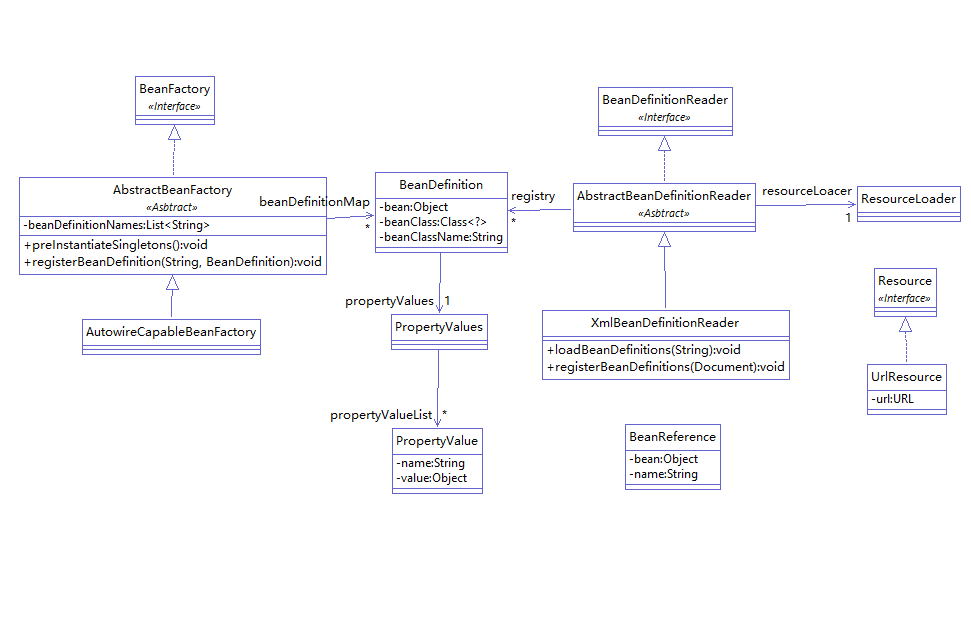 BeanFactory
«Interface»
BeanDefinitionReader
«Interface»
AbstractBeanFactory
«Asbtract»
-beanDefinitionNames:List<String>
+preInstantiateSingletons():void
+registerBeanDefinition(String, BeanDefinition):void
beanDefinitionMap
*
BeanDefinition
-bean:Object
-beanClass:Class<?>
-beanClassName:String
registry
*
AbstractBeanDefinitionReader
«Asbtract»
resourceLoacer
1
ResourceLoader
Resource
«Interface»
propertyValues
1
AutowireCapableBeanFactory
PropertyValues
XmlBeanDefinitionReader
+loadBeanDefinitions(String):void
+registerBeanDefinitions(Document):void
UrlResource
-url:URL
propertyValueList
*
PropertyValue
-name:String
-value:Object
BeanReference
-bean:Object
-name:String